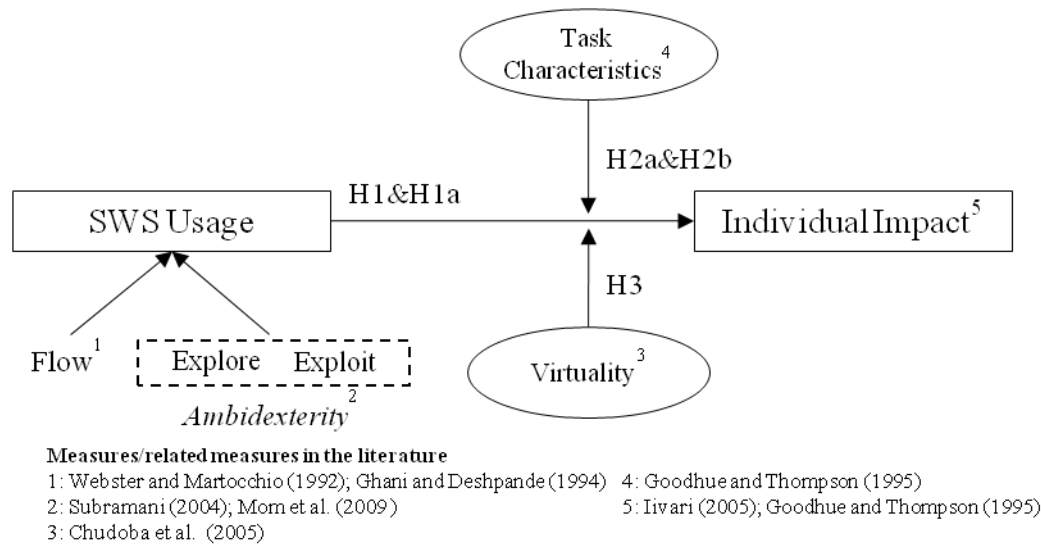 Task
Characteristics4
H2a&H2b
H1&H1a
SWS Usage
Individual Impact5
H3
Flow1
Explore Exploit
Ambidexterity2
Virtuality3
Measures/related measures in the literature
1: Webster and Martocchio (1992); Ghani and Deshpande (1994) 4: Goodhue and Thompson (1995)
2: Subramani (2004); Mom et al. (2009) 5: Iivari (2005); Goodhue and Thompson (1995)
3: Chudoba et al. (2005)